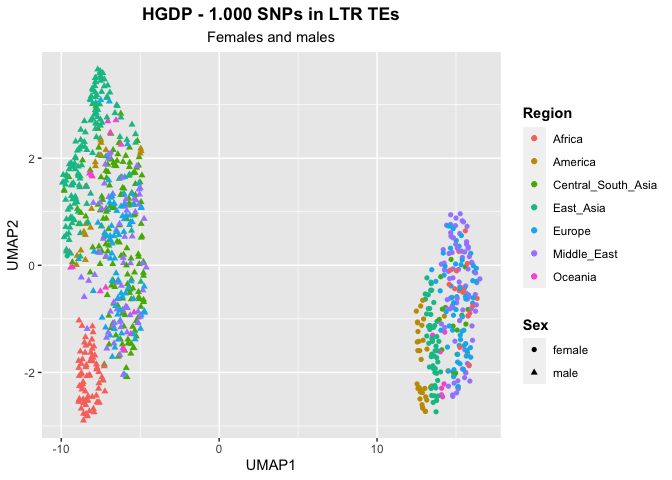 HGDP - 1.000 SNPs in LTR TEs
Females and males
UMAP2
2
0
-2
-10
0
10
UMAP1
Region
Africa
America
Central_South_Asia
East_Asia
Europe
Middle_East
Oceania
Sex
female
male